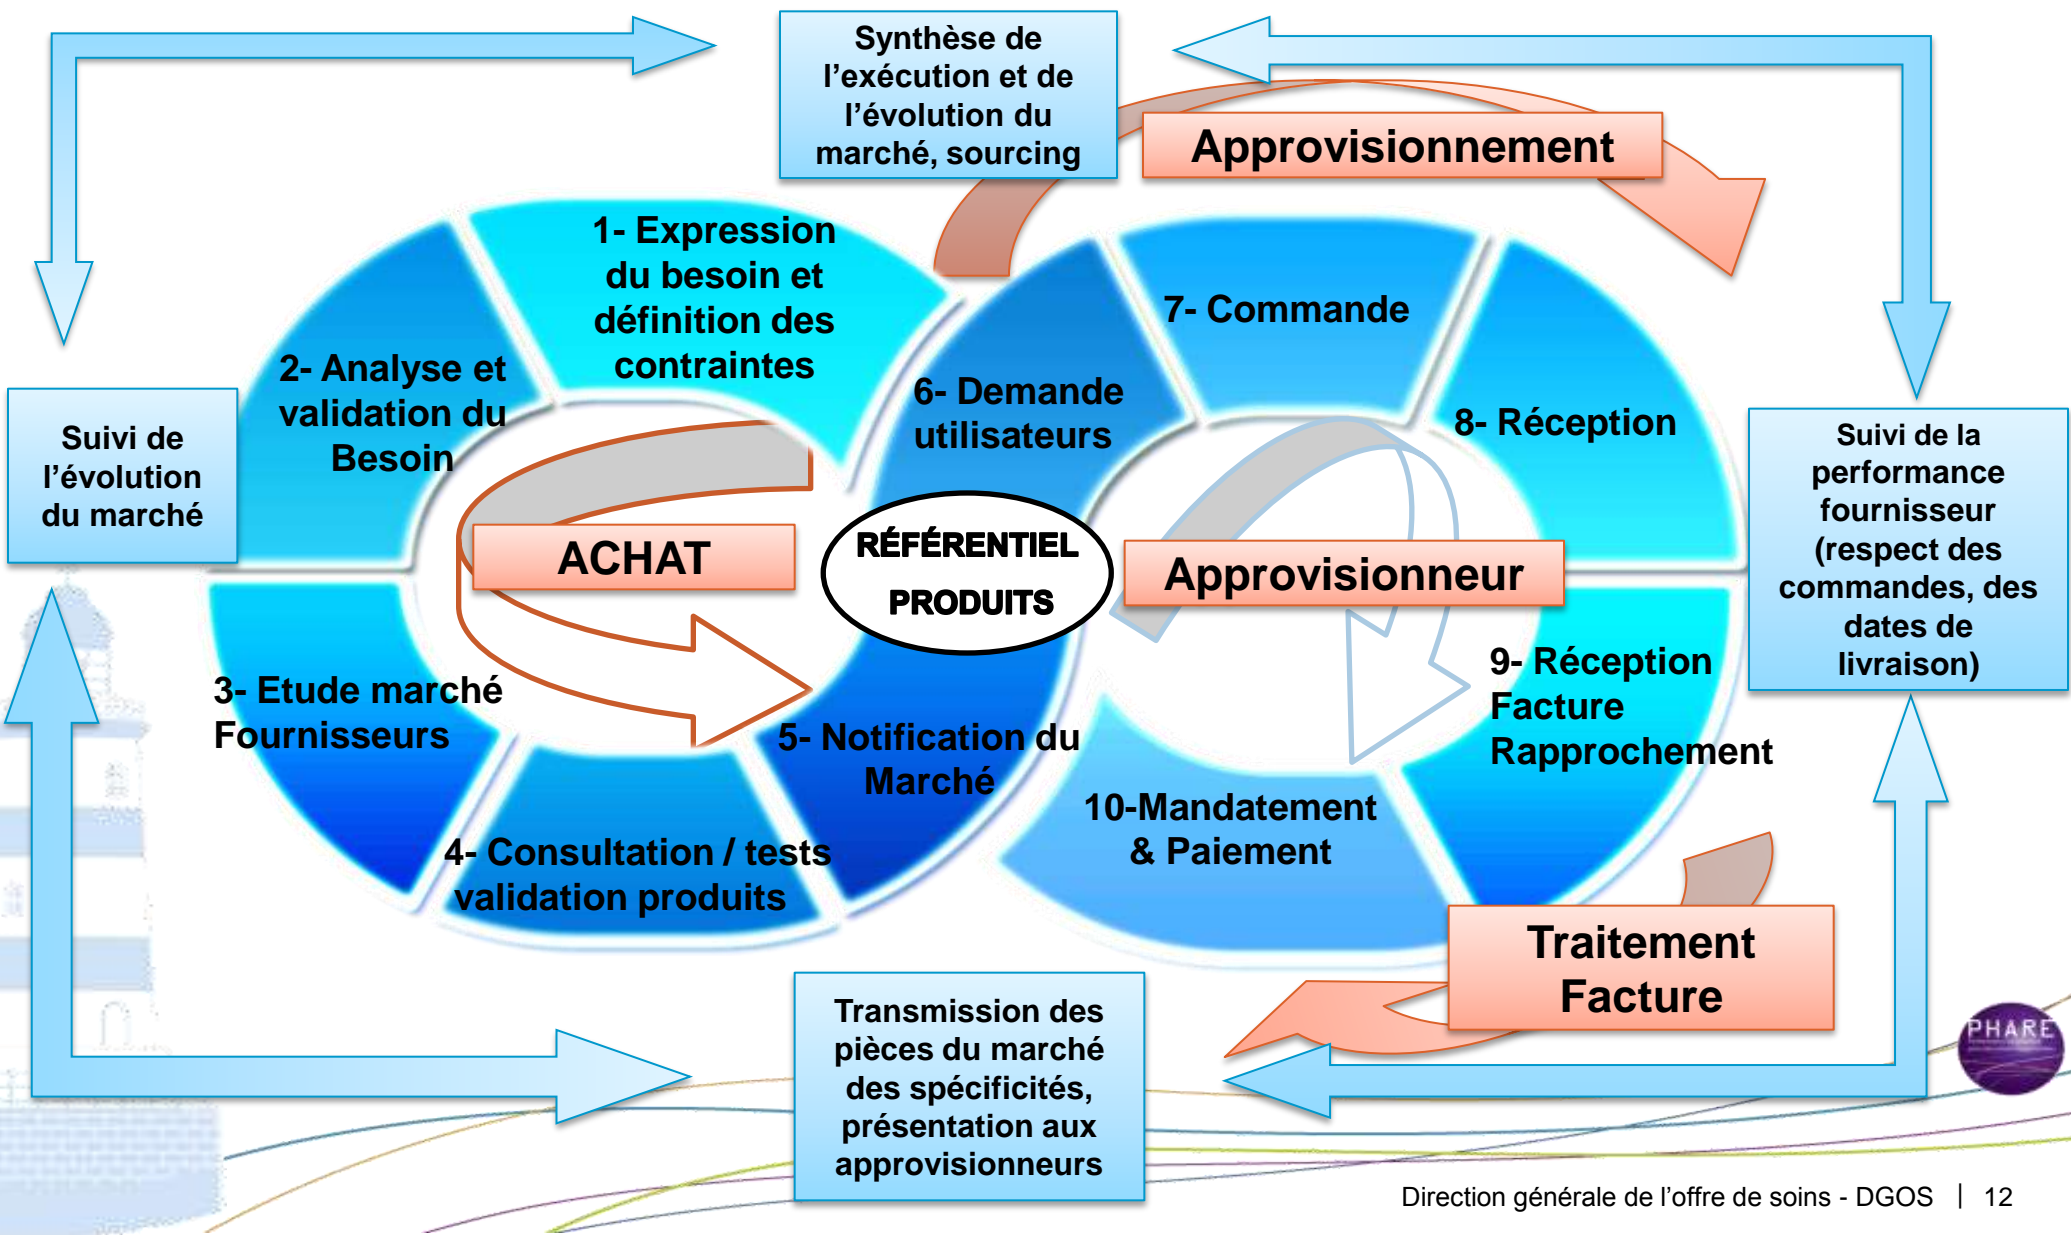 Synthèse de
l’exécution et de
l’évolution du
marché, sourcing
Approvisionnement
1- Expression
du besoin et
définition des
contraintes
2- Analyse et
validation du
Besoin
3- Etude marché
Fournisseurs
4- Consultation / tests
validation produits
5- Notification du
Marché
6- Demande
utilisateurs
7- Commande
8- Réception
9- Réception
Facture
Rapprochement
10-Mandatement
& Paiement
ACHAT
RÉFÉRENTIEL
PRODUITS
Approvisionneur
Suivi de
l’évolution
du marché
Suivi de la
performance
fournisseur
(respect des
commandes, des
dates de
livraison)
Traitement
Facture
Transmission des
pièces du marché
des spécificités,
présentation aux
approvisionneurs
PHARE
Direction générale de l’offre de soins - DGOS | 12